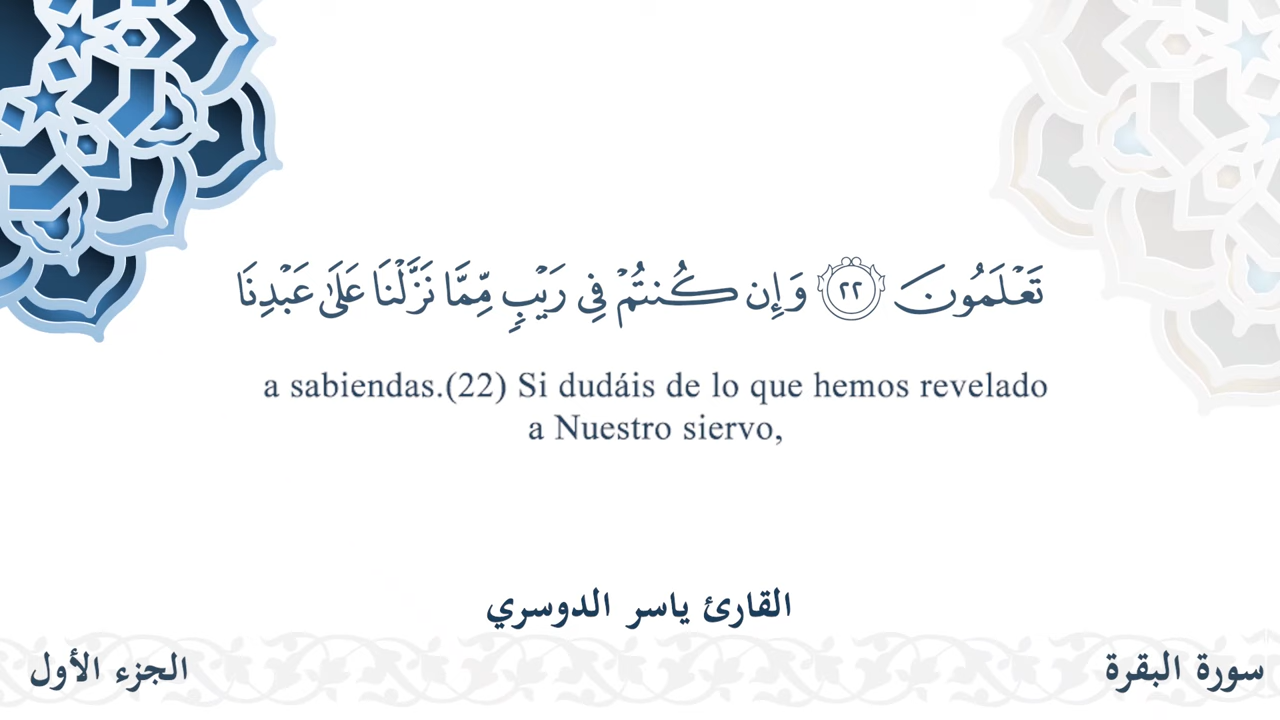 تَعْلَمُونَ ٢٢ وَإِن كُنتُمْ فِي رَيْبٍ مِّمَّا نَزَّلْنَا عَلَىٰ عَبْدِنَا
a sabiendas.(22) Si dudáis de lo que hemos revelado
a Nuestro siervo,
القارئ ياسر الدوسري
سورة البقرة
الجزء الأول